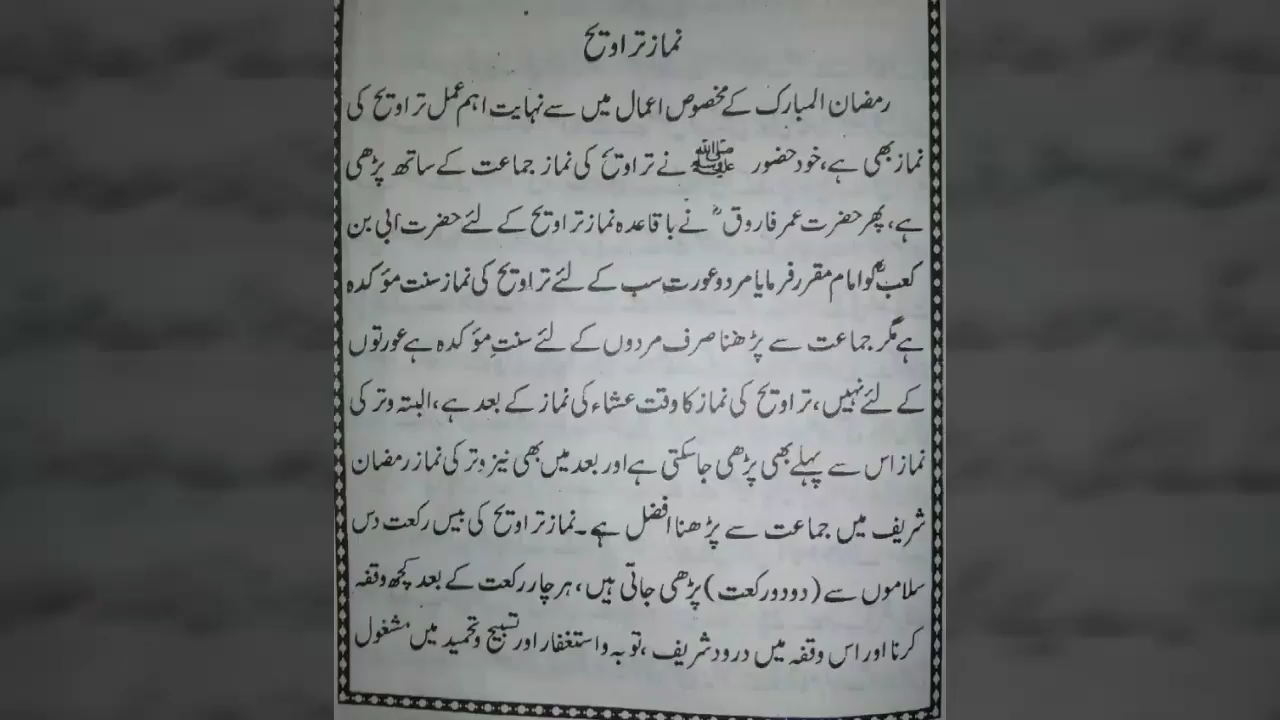 نماز تراویح
رمضان المبارک کے مخصوص اعمال میں سے نہایت اہم عمل تراویح کی
نماز بھی ہے، خود حضور ﷺ نے تراویح کی نماز جماعت کے ساتھ پڑھی
ہے، پھر حضرت عمر فاروقؓ نے باقاعدہ نماز تراویح کے لئے حضرت ابی بن
کعبؓ کو امام مقرر فرمایا مرد و عورت سب کے لئے تراویح کی نماز سنت مؤکدہ
ہے مگر جماعت سے پڑھنا صرف مردوں کے لئے سنتِ مؤکدہ ہے عورتوں
کے لئے نہیں، تراویح کی نماز کا وقت عشاء کی نماز کے بعد ہے، البتہ وتر کی
نماز اس سے پہلے بھی پڑھی جاسکتی ہے اور بعد میں بھی نیز وتر کی نماز رمضان
شریف میں جماعت سے پڑھنا افضل ہے۔ نماز تراویح کی بیس رکعت دس
سلاموں سے (دو دو رکعت) پڑھی جاتی ہیں، ہر چار رکعت کے بعد کچھ وقفہ
کرنا اور اس وقفہ میں درود شریف، توبہ و استغفار اور تسبیح و تحمید میں مشغول